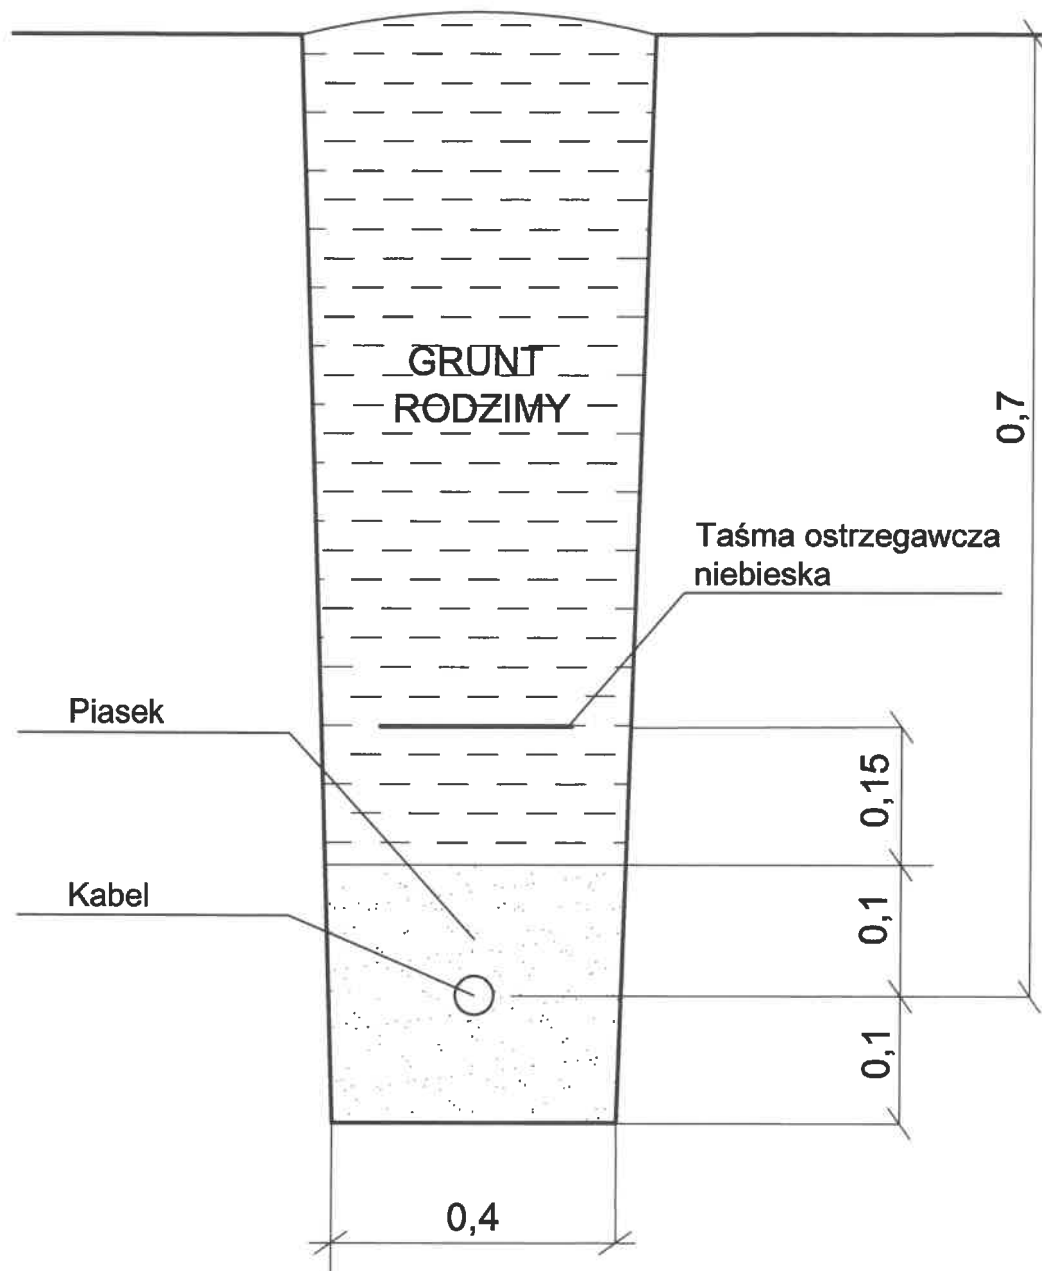 GRUNT
RODZIMY
0,7
Taśma ostrzegawcza
niebieska
Piasek
0,15
Kabel
0,1
0,1
0,4